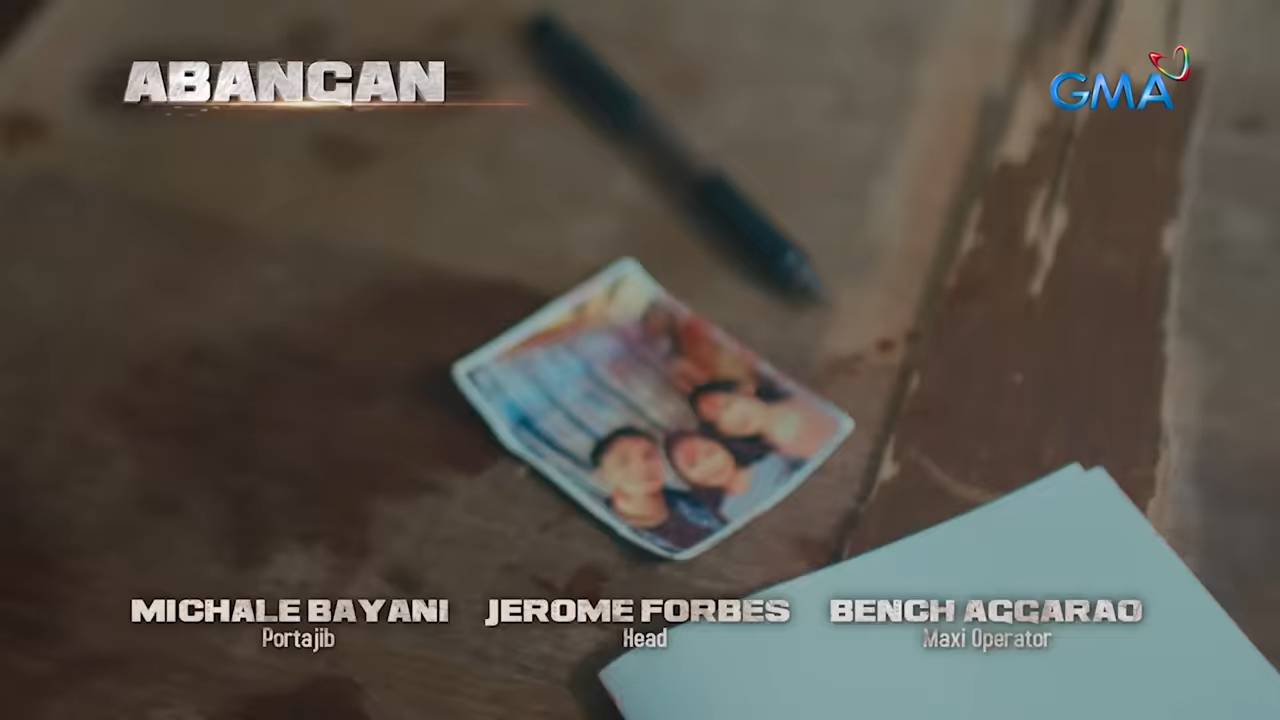 ABANGAN
GMA
MICHALE BAYANI JEROME FORBES BENCH AGGARAO
Portajib Head Maxi Operator